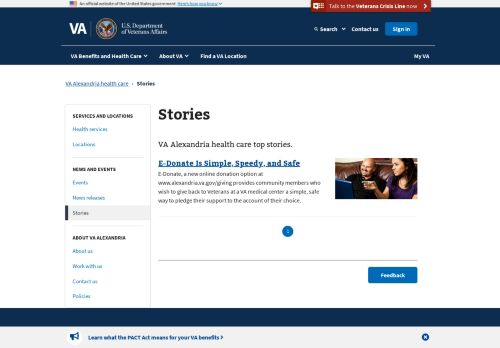 An official website of the United States government Here's how you know
Talk to the Veterans Crisis Line now
VA
U.S. Department
of Veterans Affairs
Search
Contact us
Sign in
VA Benefits and Health Care
About VA
Find a VA Location
My VA
VA Alexandria health care › Stories
SERVICES AND LOCATIONS
Health services
Locations
NEWS AND EVENTS
Events
News releases
Stories
ABOUT VA ALEXANDRIA
About us
Work with us
Contact us
Policies
Stories
VA Alexandria health care top stories.
E-Donate Is Simple, Speedy, and Safe
E-Donate, a new online donation option at
www.alexandria.va.gov/giving provides community members who
wish to give back to Veterans at a VA medical center a simple, safe
way to pledge their support to the account of their choice.
1
Feedback
Learn what the PACT Act means for your VA benefits